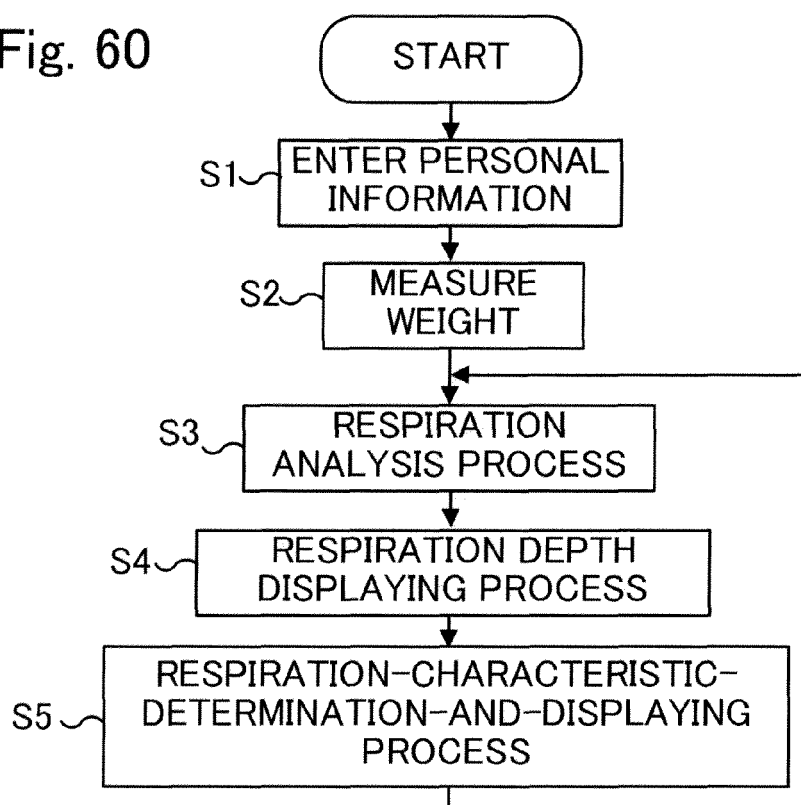 Fig. 60
START
S1
ENTER PERSONAL
INFORMATION
S2
MEASURE
WEIGHT
S3
RESPIRATION
ANALYSIS PROCESS
S4
RESPIRATION DEPTH
DISPLAYING PROCESS
S5
RESPIRATION-CHARACTERISTIC-
DETERMINATION-AND-DISPLAYING
PROCESS